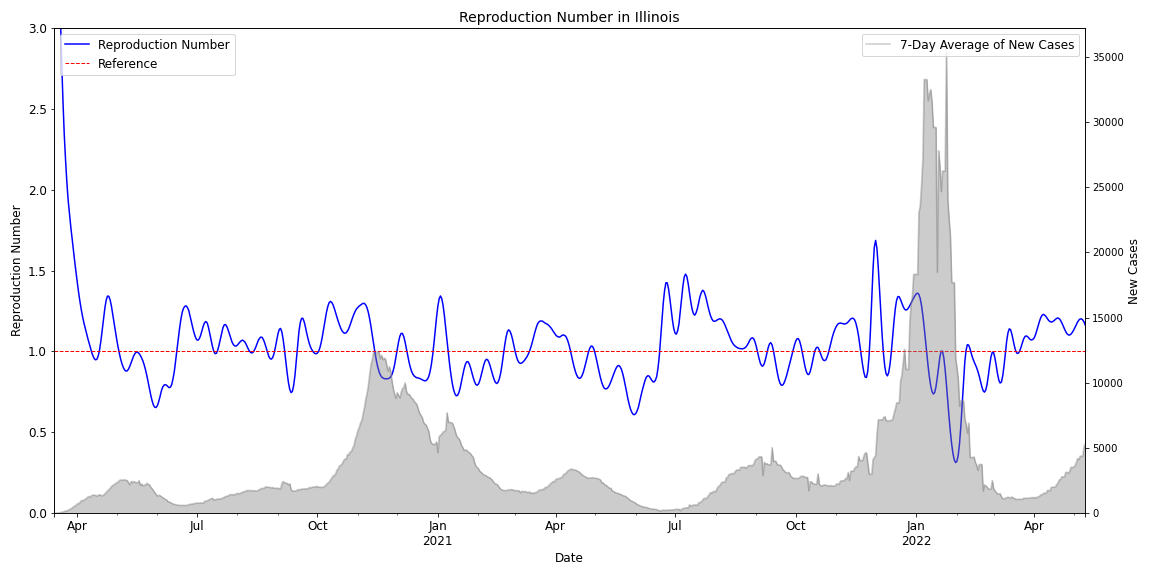 Reproduction Number in Illinois
Reproduction Number
Reference
7-Day Average of New Cases
3.0
2.5
2.0
1.5
1.0
0.5
0.0
Reproduction Number
35000
30000
25000
20000
15000
10000
5000
0
New Cases
Apr
Jul
Oct
Jan
2021
Apr
Jul
Oct
Jan
2022
Apr
Date